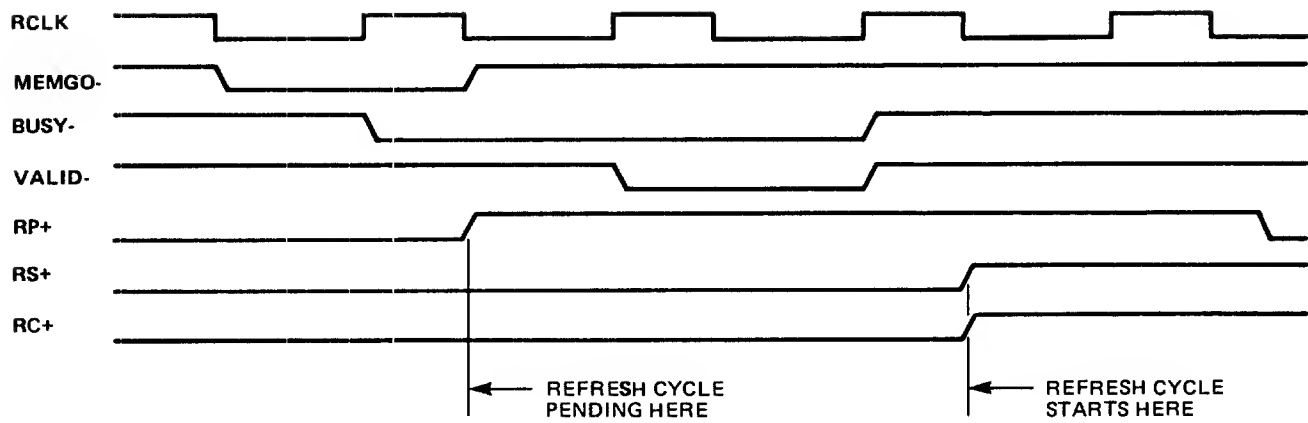 RCLK
MEMGO-
BUSY-
VALID-
RP+
RS+
RC+
REFRESH CYCLE
PENDING HERE
REFRESH CYCLE
STARTS HERE